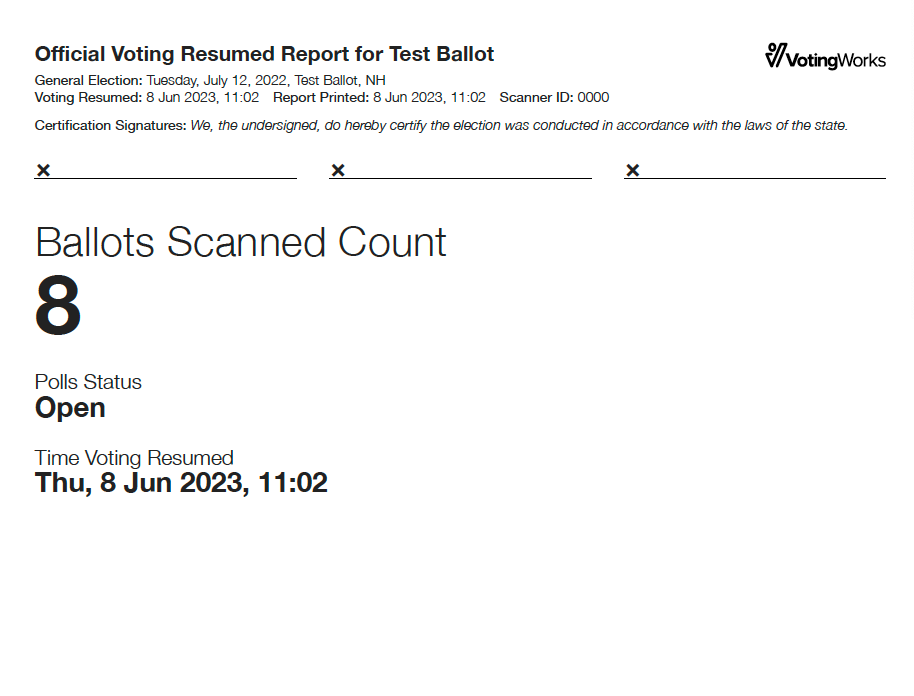 Official Voting Resumed Report for Test Ballot
VotingWorks
General Election: Tuesday, July 12, 2022, Test Ballot, NH
Voting Resumed: 8 Jun 2023, 11:02 Report Printed: 8 Jun 2023, 11:02 Scanner ID: 0000
Certification Signatures: We, the undersigned, do hereby certify the election was conducted in accordance with the laws of the state.
× × ×
Ballots Scanned Count
8
Polls Status
Open
Time Voting Resumed
Thu, 8 Jun 2023, 11:02